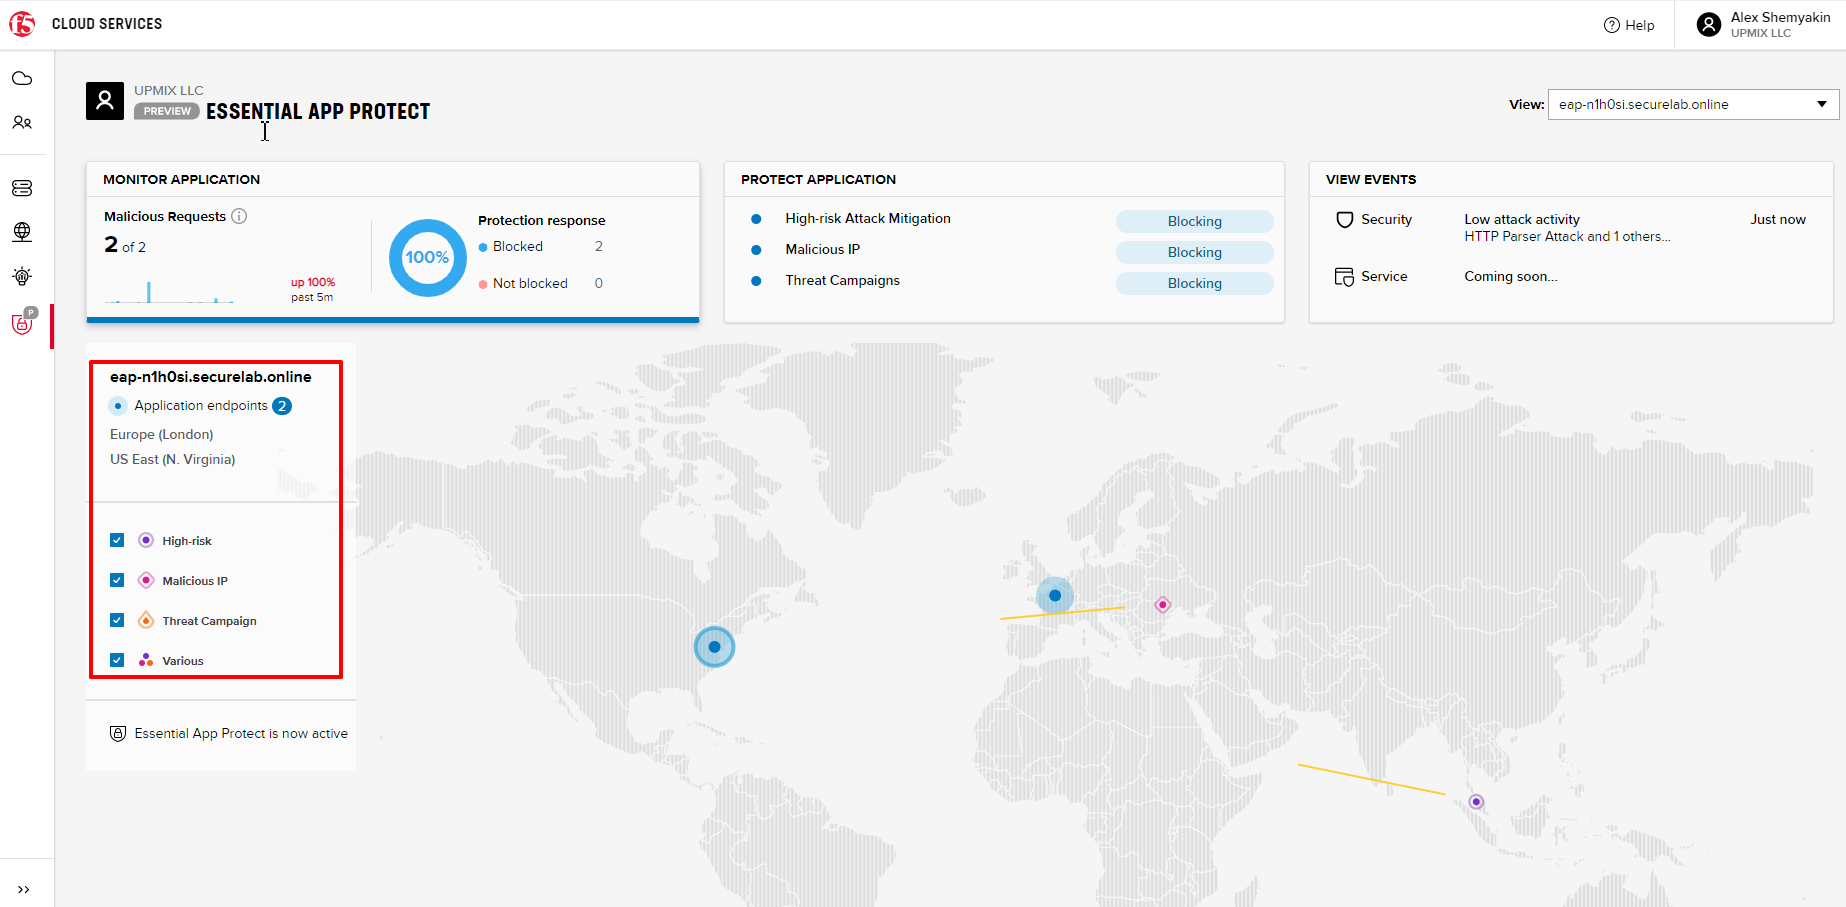 f5 CLOUD SERVICES
? Help
Alex Shemyakin
UPMIX LLC
UPMIX LLC
PREVIEW ESSENTIAL APP PROTECT
View: eap-n1h0si.securelab.online
MONITOR APPLICATION
Malicious Requests i
2 of 2
up 100%
past 5m
100%
Protection response
Blocked 2
Not blocked 0
PROTECT APPLICATION
High-risk Attack Mitigation Blocking
Malicious IP Blocking
Threat Campaigns Blocking
VIEW EVENTS
Security Low attack activity Just now
HTTP Parser Attack and 1 others...
Service Coming soon...
P
eap-n1h0si.securelab.online
Application endpoints 2
Europe (London)
US East (N. Virginia)
High-risk
Malicious IP
Threat Campaign
Various
Essential App Protect is now active